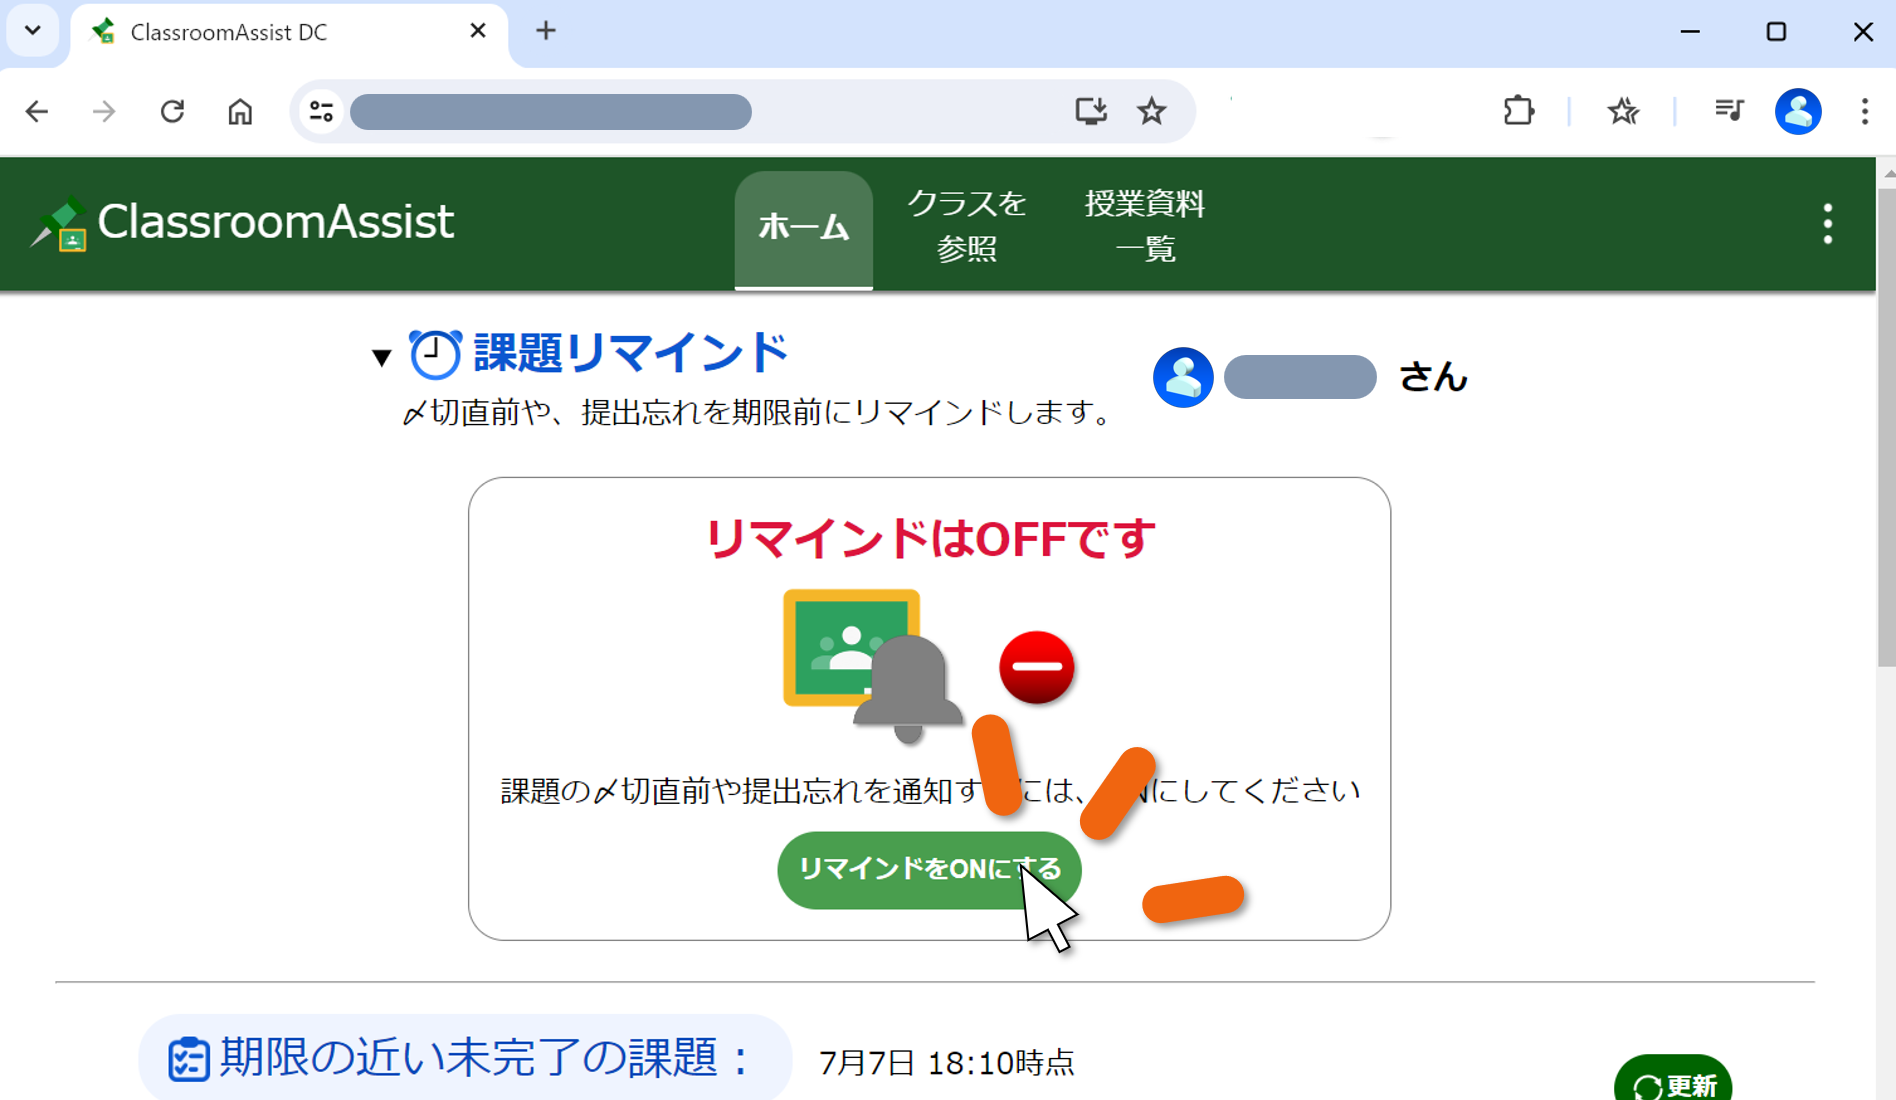 ClassroomAssist DC
ClassroomAssist
ホーム
クラスを
参照
授業資料
一覧
課題リマインド
〆切直前や、提出忘れを期限前にリマインドします。
さん
リマインドはOFFです
課題の〆切直前や提出忘れを通知す には、 Nにしてください
リマインドをONにする
期限の近い未完了の課題：
7月7日 18:10時点
更新